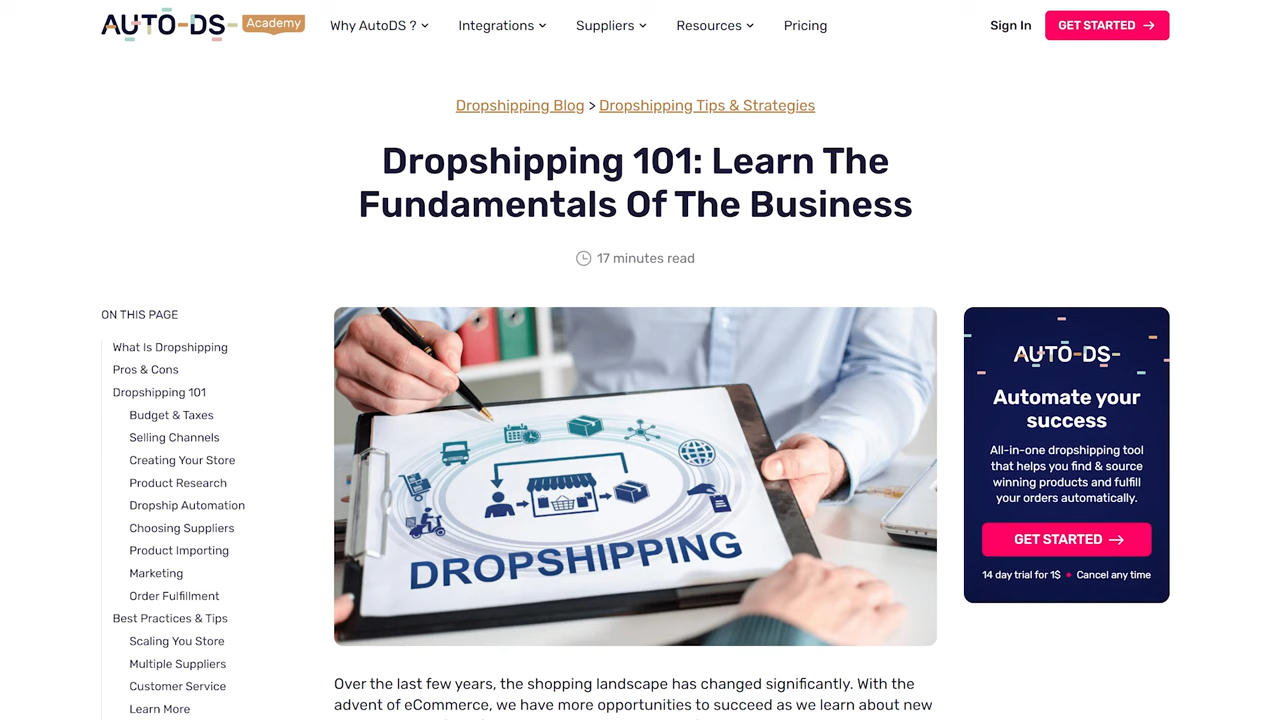 AUTO-DS- Academy
Why AutoDS ?
Integrations
Suppliers
Resources
Pricing
Sign In
GET STARTED
Dropshipping Blog > Dropshipping Tips & Strategies
Dropshipping 101: Learn The
Fundamentals Of The Business
17 minutes read
ON THIS PAGE
What Is Dropshipping
Pros & Cons
Dropshipping 101
Budget & Taxes
Selling Channels
Creating Your Store
Product Research
Dropship Automation
Choosing Suppliers
Product Importing
Marketing
Order Fulfillment
Best Practices & Tips
Scaling You Store
Multiple Suppliers
Customer Service
Learn More
DROPSHIPPING
Over the last few years, the shopping landscape has changed significantly. With the
advent of eCommerce, we have more opportunities to succeed as we learn about new
AUTO-DS-
Automate your
success
All-in-one dropshipping tool
that helps you find & source
winning products and fulfill
your orders automatically.
GET STARTED
14 day trial for 1$ • Cancel any time